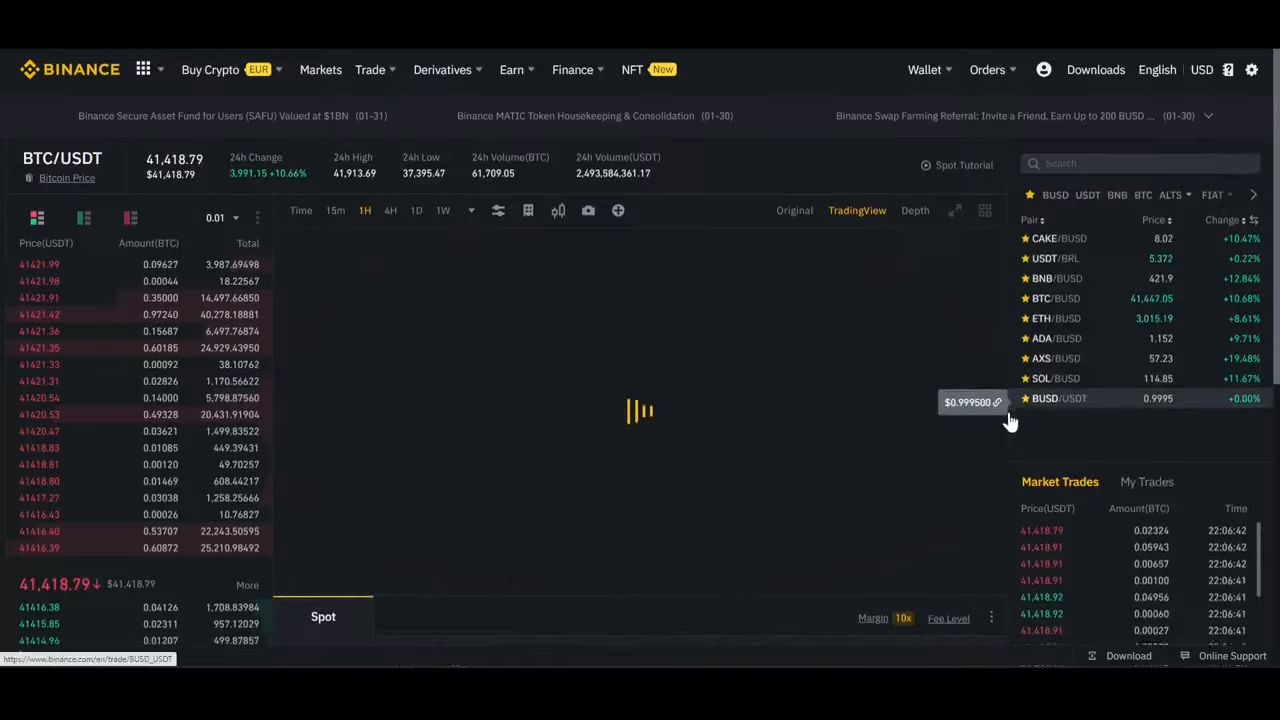 BINANCE Buy Crypto EUR Markets Trade Derivatives Earn Finance NFT New Wallet Orders Downloads English USD
Binance Secure Asset Fund for Users (SAFU) Valued at $1BN (01-31) Binance MATIC Token Housekeeping & Consolidation (01-30) Binance Swap Farming Referral: Invite a Friend, Earn Up to 200 BUSD ... (01-30)
BTC/USDT
Bitcoin Price
41,418.79
$41,418.79
24h Change
3,991.15 +10.66%
24h High
41,913.69
24h Low
37,395.47
24h Volume(BTC)
61,709.05
24h Volume(USDT)
2,493,584,361.17
Spot Tutorial
0.01
Price(USDT) Amount(BTC) Total
41421.99 0.09627 3,987.69498
41421.98 0.00044 18.22567
41421.91 0.35000 14,497.66850
41421.42 0.97240 40,278.18881
41421.36 0.15687 6,497.76874
41421.35 0.60185 24,929.43950
41421.33 0.00092 38.10762
41421.31 0.02826 1,170.56622
41420.54 0.14000 5,798.87560
41420.53 0.49328 20,431.91904
41420.47 0.03621 1,499.83522
41418.83 0.01085 449.39431
41418.81 0.00120 49.70257
41418.80 0.01469 608.44217
41417.27 0.03038 1,258.25666
41416.43 0.00026 10.76827
41416.40 0.53707 22,243.50595
41416.39 0.60872 25,210.98492
41,418.79↓ $41,418.79 More
41416.38 0.04126 1,708.83984
41415.85 0.02311 957.12029
41414.96 0.01207 499.87857
https://www.binance.com/en/trade/BUSD_USDT
Time 15m 1H 4H 1D 1W Original TradingView Depth
$0.999500
Spot Margin 10x Fee Level
Search
BUSD USDT BNB BTC ALTS FIAT
Pair Price Change
CAKE/BUSD 8.02 +10.47%
USDT/BRL 5.372 +0.22%
BNB/BUSD 421.9 +12.84%
BTC/BUSD 41,447.05 +10.68%
ETH/BUSD 3,015.19 +8.61%
ADA/BUSD 1.152 +9.71%
AXS/BUSD 57.23 +19.48%
SOL/BUSD 114.85 +11.67%
BUSD/USDT 0.9995 +0.00%
Market Trades My Trades
Price(USDT) Amount(BTC) Time
41,418.79 0.02324 22:06:42
41,418.91 0.05943 22:06:42
41,418.91 0.00657 22:06:42
41,418.91 0.00100 22:06:41
41,418.92 0.04956 22:06:41
41,418.92 0.00060 22:06:41
41,418.91 0.00027 22:06:41
Download Online Support